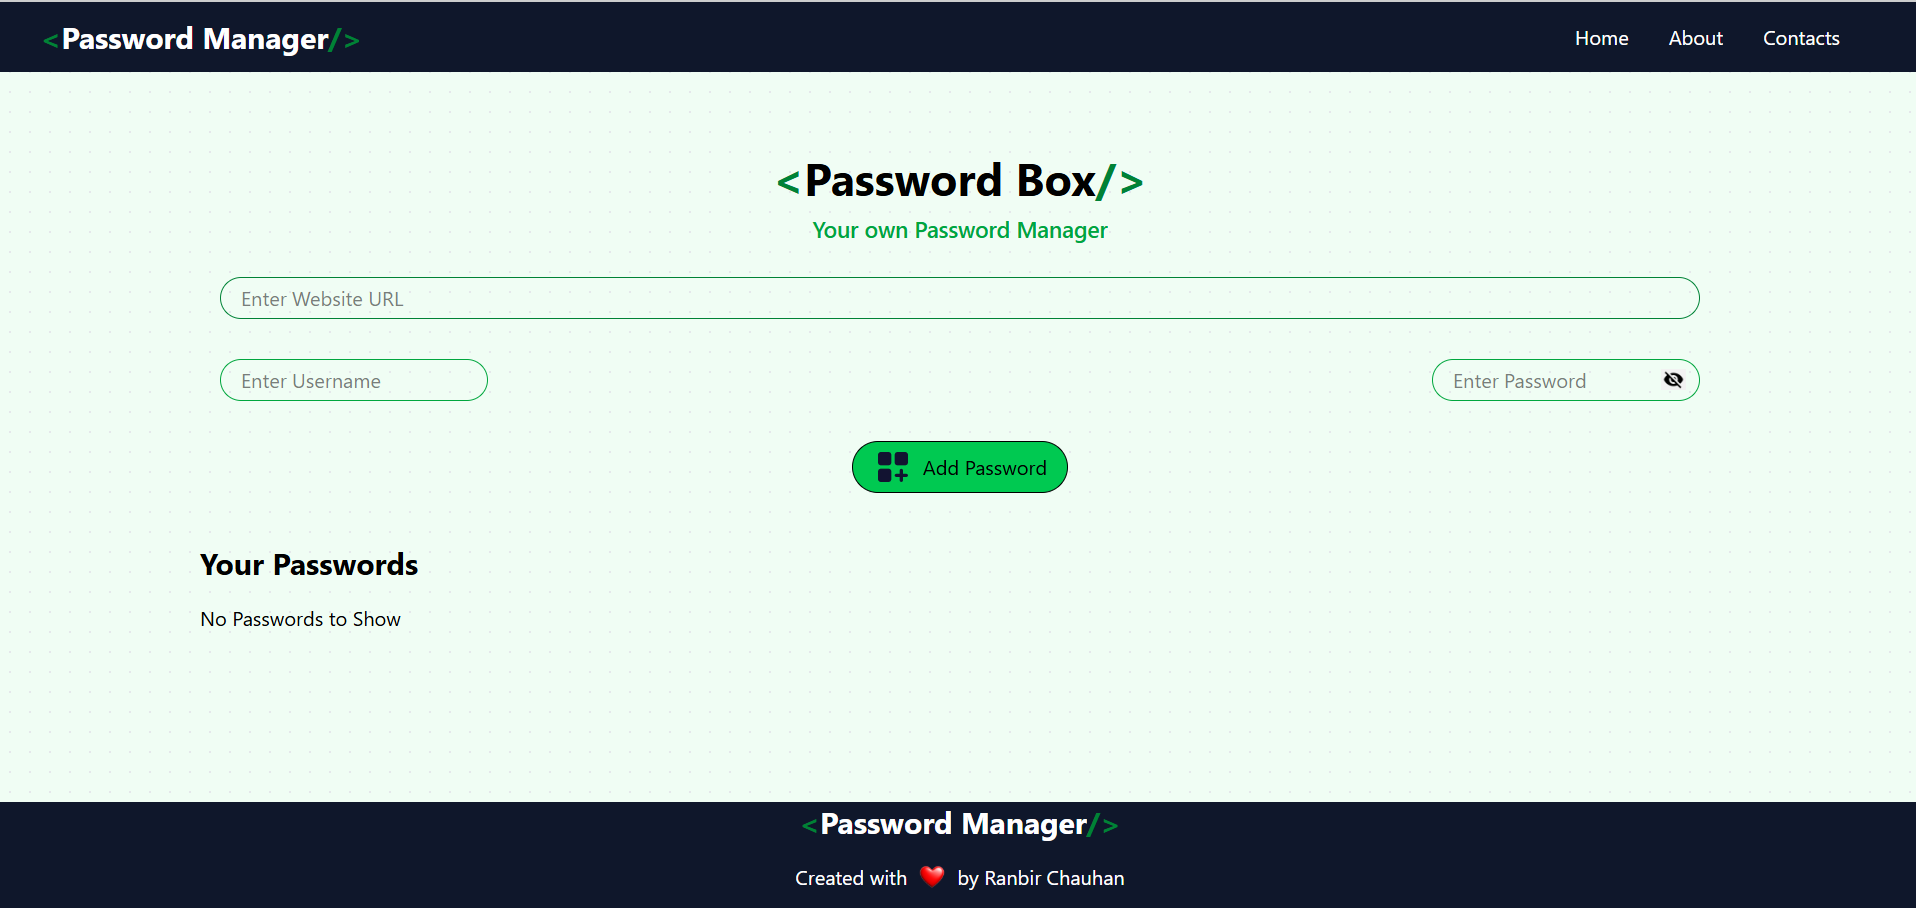 <Password Manager/>
Home About Contacts
<Password Box/>
Your own Password Manager
Enter Website URL
Enter Username
Enter Password
Add Password
Your Passwords
No Passwords to Show
<Password Manager/>
Created with ❤️ by Ranbir Chauhan